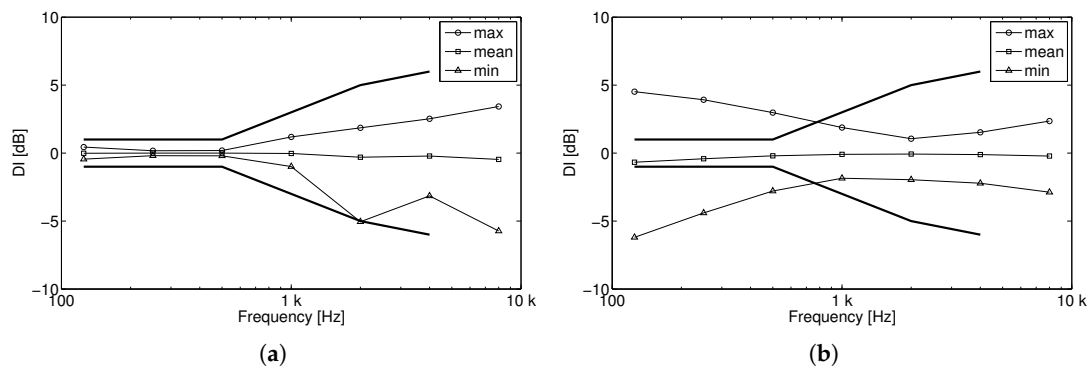 10
5
0
−5
−10
DI [dB]
100
1 k
10 k
Frequency [Hz]
max
mean
min
(a)
10
5
0
−5
−10
DI [dB]
100
1 k
10 k
Frequency [Hz]
max
mean
min
(b)